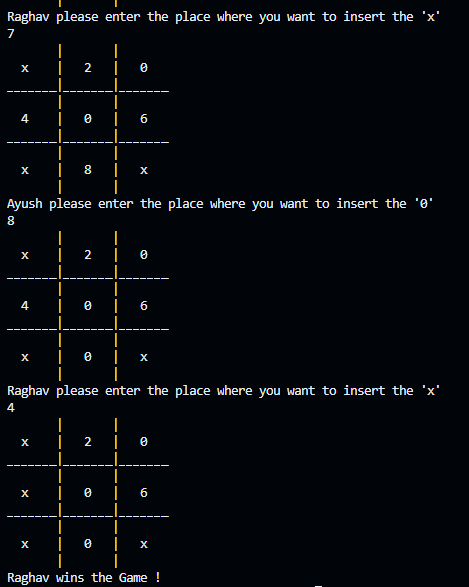 Raghav please enter the place where you want to insert the 'x'
7
x | 2 | 0
4 | 0 | 6
x | 8 | x
Ayush please enter the place where you want to insert the '0'
8
x | 2 | 0
4 | 0 | 6
x | 0 | x
Raghav please enter the place where you want to insert the 'x'
4
x | 2 | 0
x | 0 | 6
x | 0 | x
Raghav wins the Game !